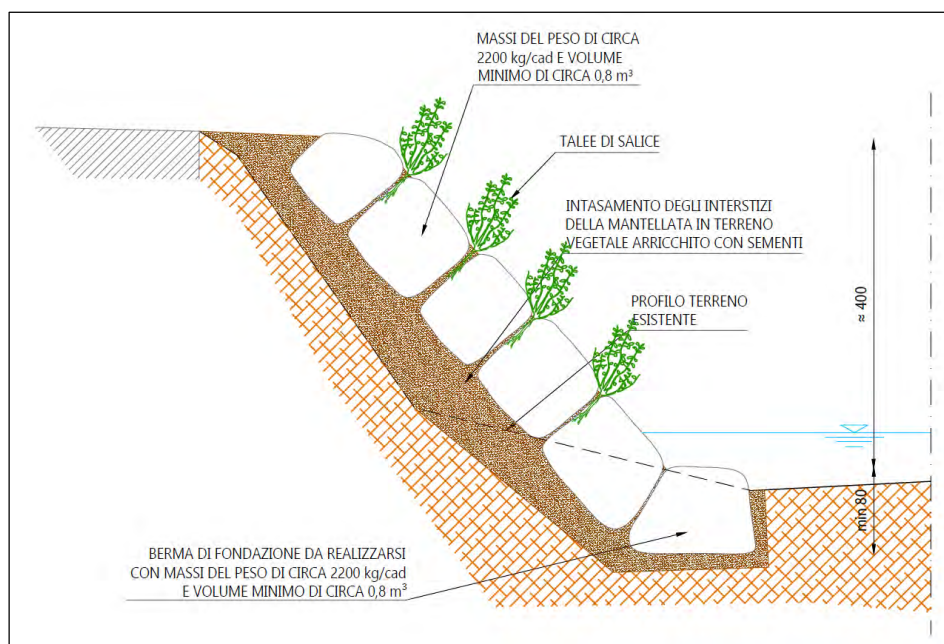 MASSI DEL PESO DI CIRCA
2200 kg/cad E VOLUME
MINIMO DI CIRCA 0,8 m³
TALEE DI SALICE
INTASAMENTO DEGLI INTERSTIZI
DELLA MANTELLATA IN TERRENO
VEGETALE ARRICCHITO CON SEMENTI
PROFILO TERRENO
ESISTENTE
≈ 400
min 80
BERMA DI FONDAZIONE DA REALIZZARSI
CON MASSI DEL PESO DI CIRCA 2200 kg/cad
E VOLUME MINIMO DI CIRCA 0,8 m³